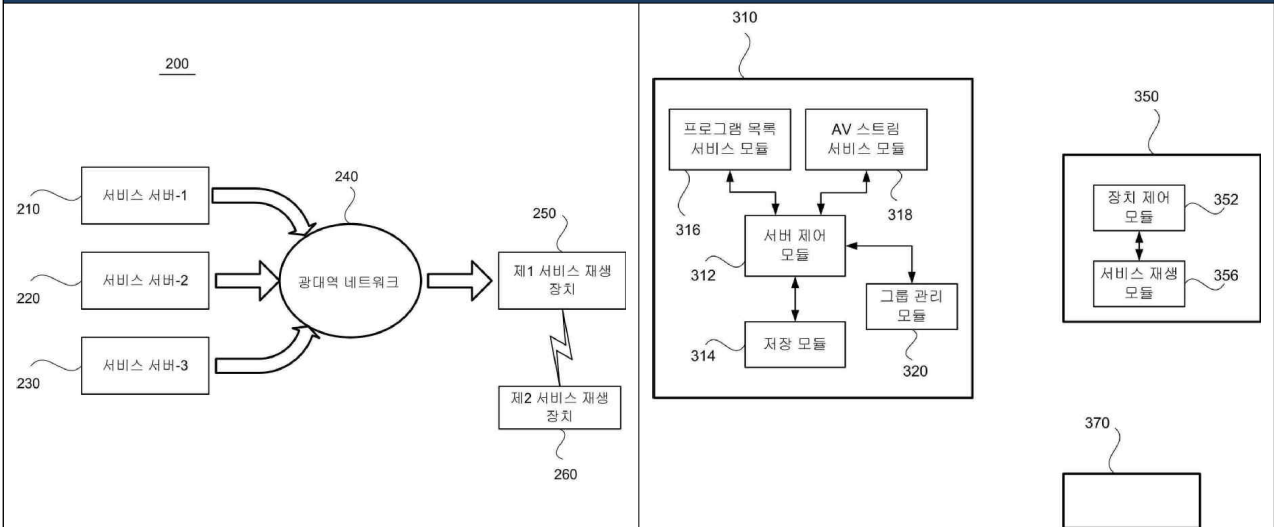 200
210
서비스 서버-1
220
서비스 서버-2
230
서비스 서버-3
240
광대역 네트워크
250
제1 서비스 재생
장치
제2 서비스 재생
장치
260
310
프로그램 목록
서비스 모듈
316
AV 스트림
서비스 모듈
318
서버 제어
모듈
312
그룹 관리
모듈
320
저장 모듈
314
350
장치 제어
모듈
352
서비스 재생
모듈
356
370